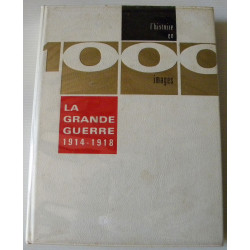 l'histoire
en
1000
images
LA
GRANDE
GUERRE
1914-1918